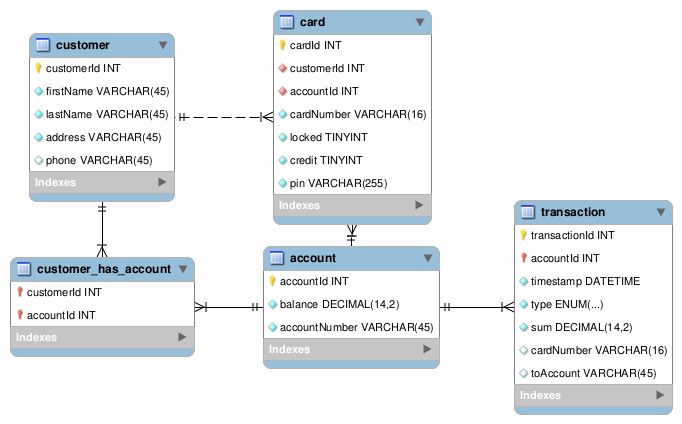 customer
customerId INT
firstName VARCHAR(45)
lastName VARCHAR(45)
address VARCHAR(45)
phone VARCHAR(45)
Indexes
card
cardId INT
customerId INT
accountId INT
cardNumber VARCHAR(16)
locked TINYINT
credit TINYINT
pin VARCHAR(255)
Indexes
customer_has_account
customerId INT
accountId INT
Indexes
account
accountId INT
balance DECIMAL(14,2)
accountNumber VARCHAR(45)
Indexes
transaction
transactionId INT
accountId INT
timestamp DATETIME
type ENUM(...)
sum DECIMAL(14,2)
cardNumber VARCHAR(16)
toAccount VARCHAR(45)
Indexes